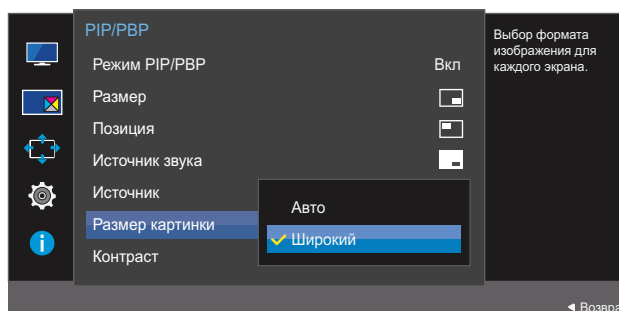 PIP/PBP
Режим PIP/PBP Вкл
Размер
Позиция
Источник звука
Источник
Размер картинки
Контраст
Авто
Широкий
Выбор формата
изображения для
каждого экрана.